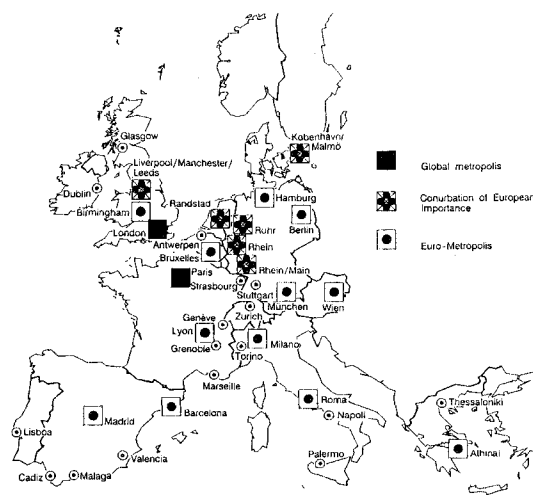 København/
Malmö
Glasgow
Liverpool/Manchester/
Leeds
Dublin
Birmingham
London
Randstad
Hamburg
Berlin
Ruhr
Antwerpen
Bruxelles
Rhein
Rhein/Main
Paris
Strasbourg
Stuttgart
München
Wien
Zurich
Genève
Lyon
Grenoble
Torino
Milano
Marseille
Madrid
Barcelona
Roma
Napoli
Thessaloniki
Lisboa
Valencia
Palermo
Athinai
Cadiz
Malaga
Global metropolis
Conurbation of European
Importance
Euro-Metropolis